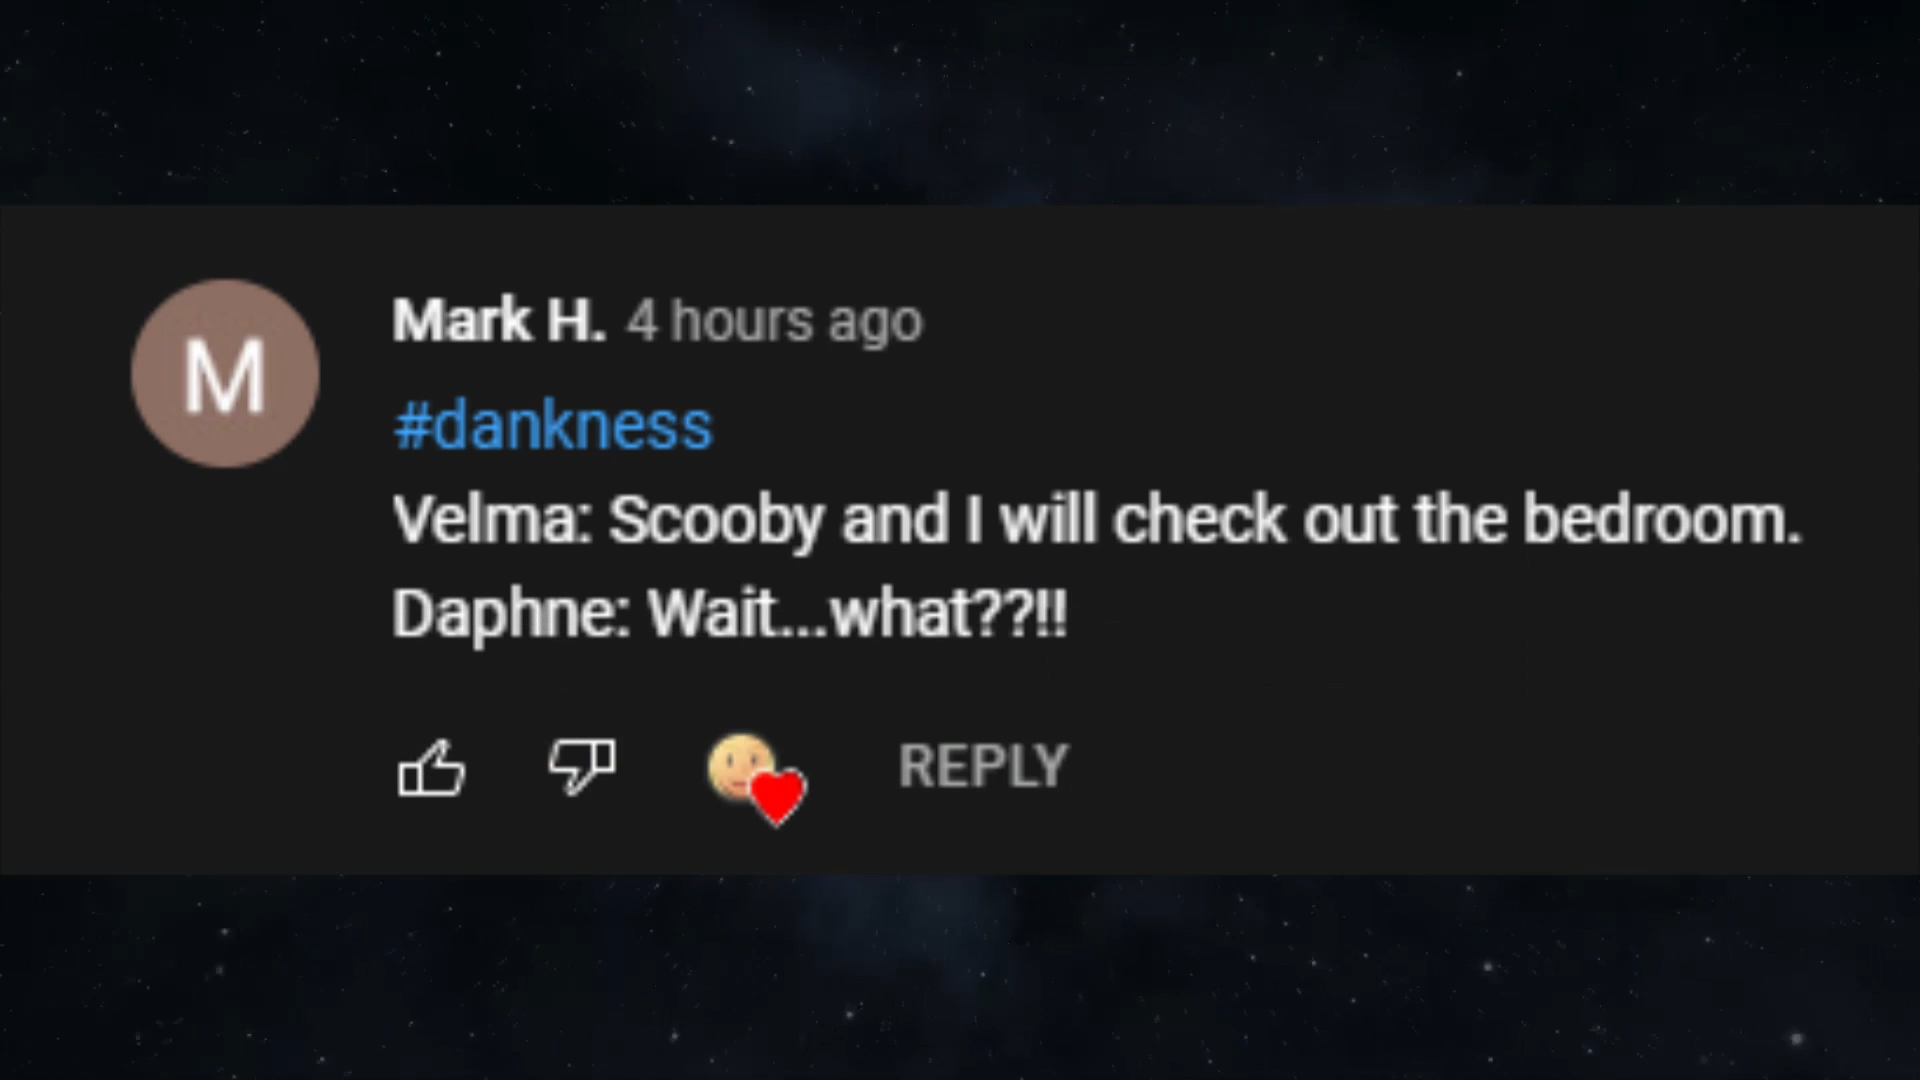 M
Mark H. 4 hours ago
#dankness
Velma: Scooby and I will check out the bedroom.
Daphne: Wait...what??!!
REPLY